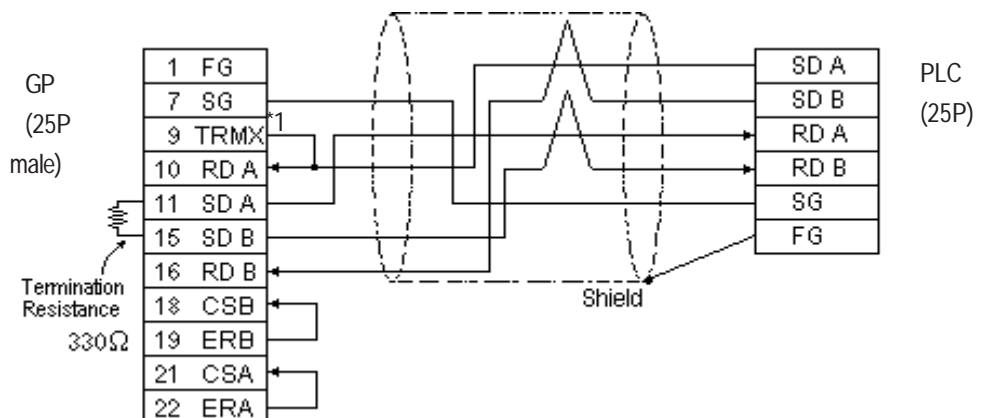 GP
(25P
male)
1 FG
7 SG
9 TRMX *1
10 RD A
11 SD A
15 SD B
16 RD B
18 CSB
19 ERB
21 CSA
22 ERA
Termination
Resistance
330Ω
Shield
SD A
SD B
RD A
RD B
SG
FG
PLC
(25P)